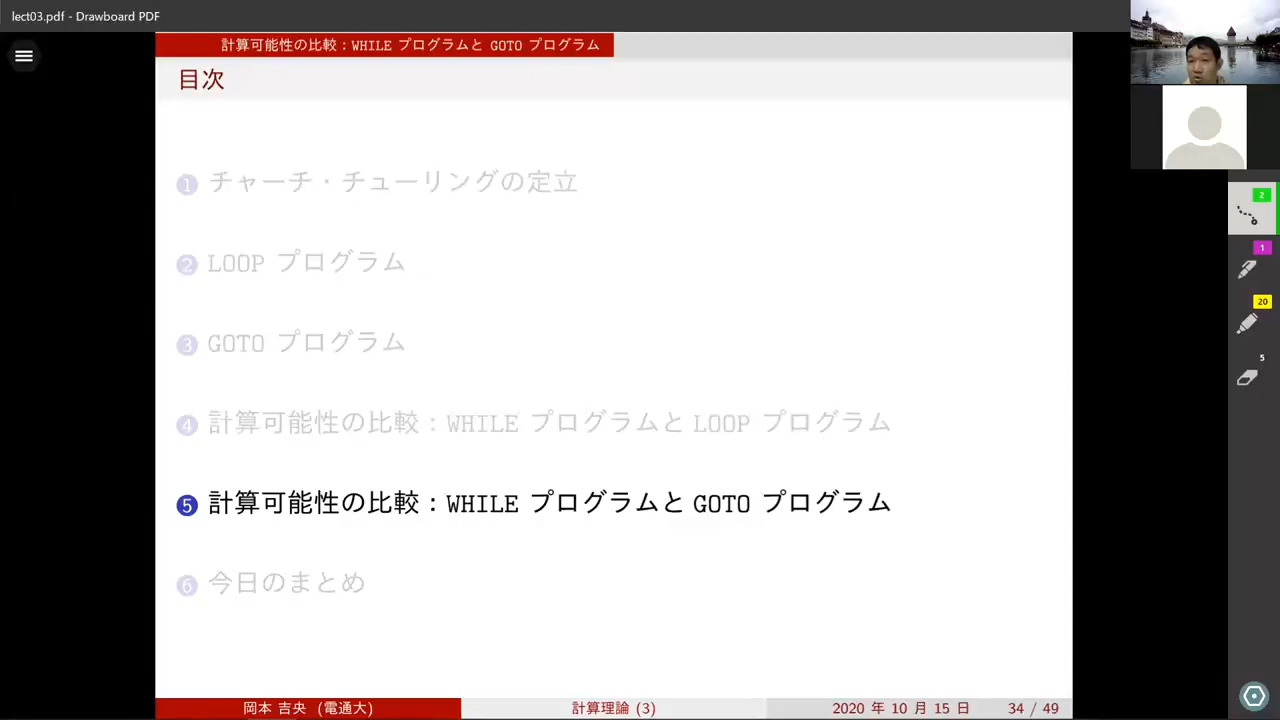 lect03.pdf - Drawboard PDF
計算可能性の比較：WHILE プログラムと GOTO プログラム
目次
1 チャーチ・チューリングの定立
2 LOOP プログラム
3 GOTO プログラム
4 計算可能性の比較：WHILE プログラムと LOOP プログラム
5 計算可能性の比較：WHILE プログラムと GOTO プログラム
6 今日のまとめ
岡本 吉央 (電通大) 計算理論 (3) 2020 年 10 月 15 日 34 / 49
2
1
20
5